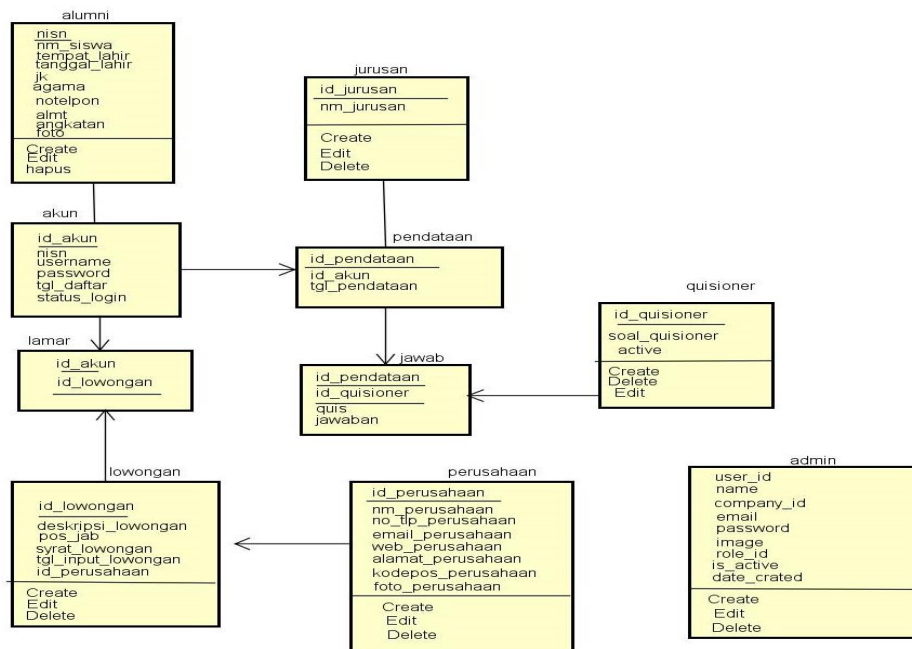 alumni
nisn
nm_siswa
tempat_lahir
tanggal_lahir
jk
agama
notelpon
almt
angkatan
foto
Create
Edit
hapus
jurusan
id_jurusan
nm_jurusan
Create
Edit
Delete
akun
id_akun
nisn
username
password
tgl_daftar
status_login
pendataan
id_pendataan
id_akun
tgl_pendataan
quisioner
id_quisioner
soal_quisioner
active
Create
Delete
Edit
lamar
id_akun
id_lowongan
jawab
id_pendataan
id_quisioner
quis
jawaban
lowongan
id_lowongan
deskripsi_lowongan
pos_jab
syrat_lowongan
tgl_input_lowongan
id_perusahaan
Create
Edit
Delete
perusahaan
id_perusahaan
nm_perusahaan
no_tlp_perusahaan
email_perusahaan
web_perusahaan
alamat_perusahaan
kodepos_perusahaan
foto_perusahaan
Create
Edit
Delete
admin
user_id
name
company_id
email
password
image
role_id
is_active
date_crated
Create
Edit
Delete